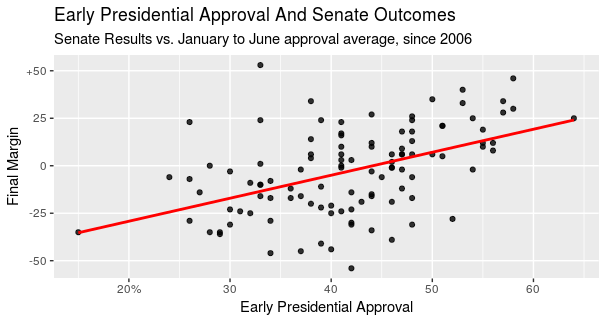 Early Presidential Approval And Senate Outcomes
Senate Results vs. January to June approval average, since 2006
Final Margin
+50
25
0
-25
-50
20%
30
40
50
60
Early Presidential Approval